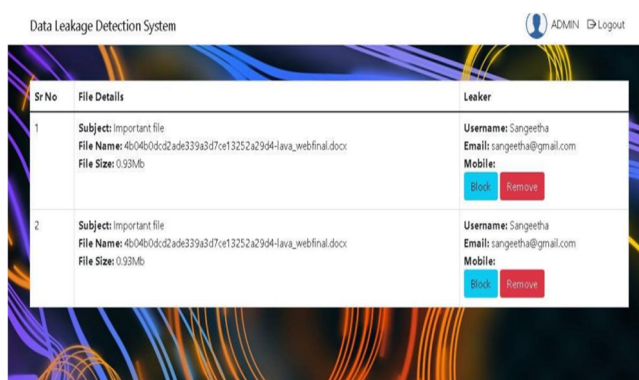 Data Leakage Detection System
ADMIN Logout
Sr No File Details Leaker
1 Subject: Important file Username: Sangeetha
File Name: 4b04b0dcd2ade339a3d7ce13252a29d4-lava_webfinal.docx Email: sangeetha@gmail.com
File Size: 0.93Mb Mobile:
Block Remove
2 Subject: Important file Username: Sangeetha
File Name: 4b04b0dcd2ade339a3d7ce13252a29d4-lava_webfinal.docx Email: sangeetha@gmail.com
File Size: 0.93Mb Mobile:
Block Remove